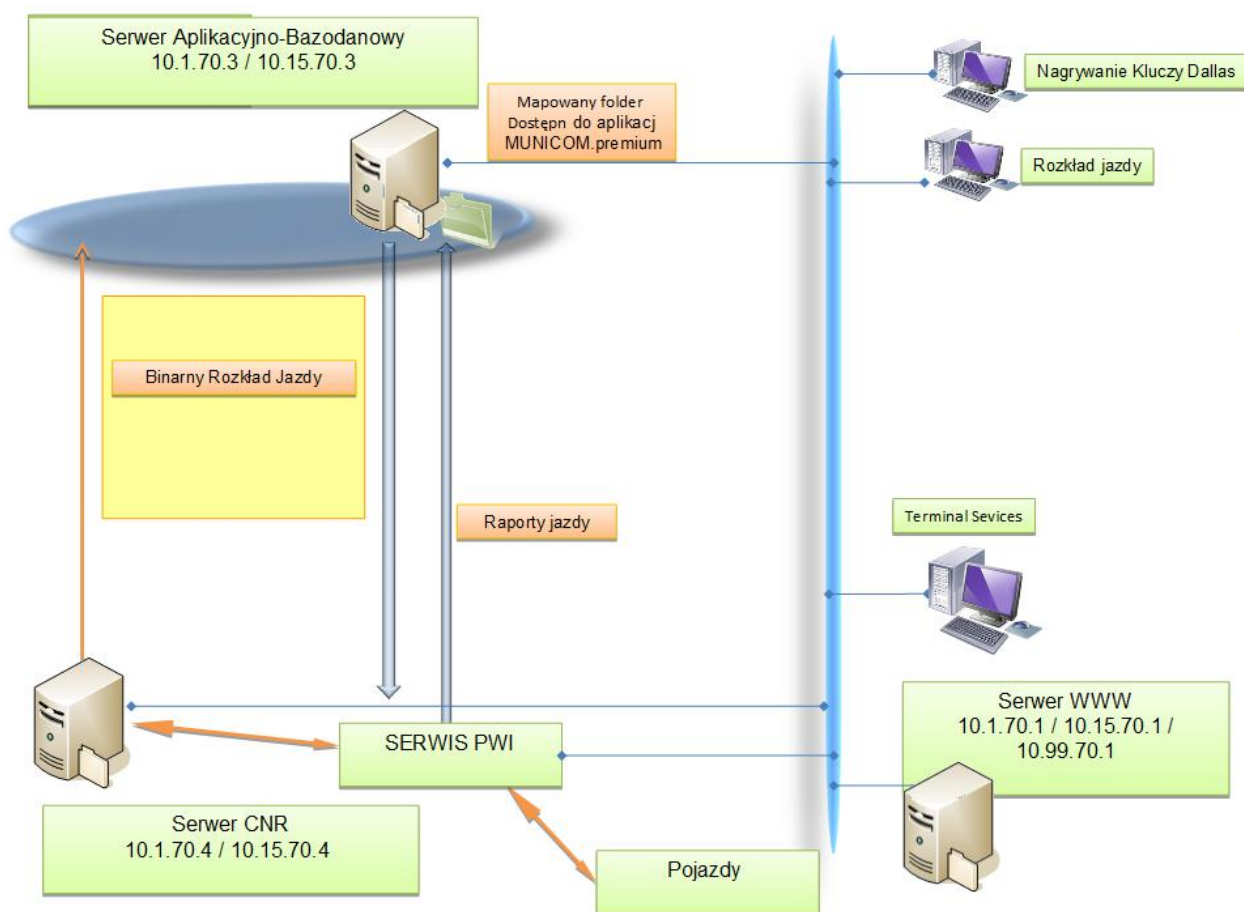 Serwer Aplikacyjno-Bazodanowy
10.1.70.3 / 10.15.70.3
Mapowany folder
Dostępn do aplikacj
MUNICOM.premium
Nagrywanie Kluczy Dallas
Rozkład jazdy
Binarny Rozkład Jazdy
Raporty jazdy
Terminal Sevices
Serwer WWW
10.1.70.1 / 10.15.70.1 /
10.99.70.1
SERWIS PWI
Serwer CNR
10.1.70.4 / 10.15.70.4
Pojazdy